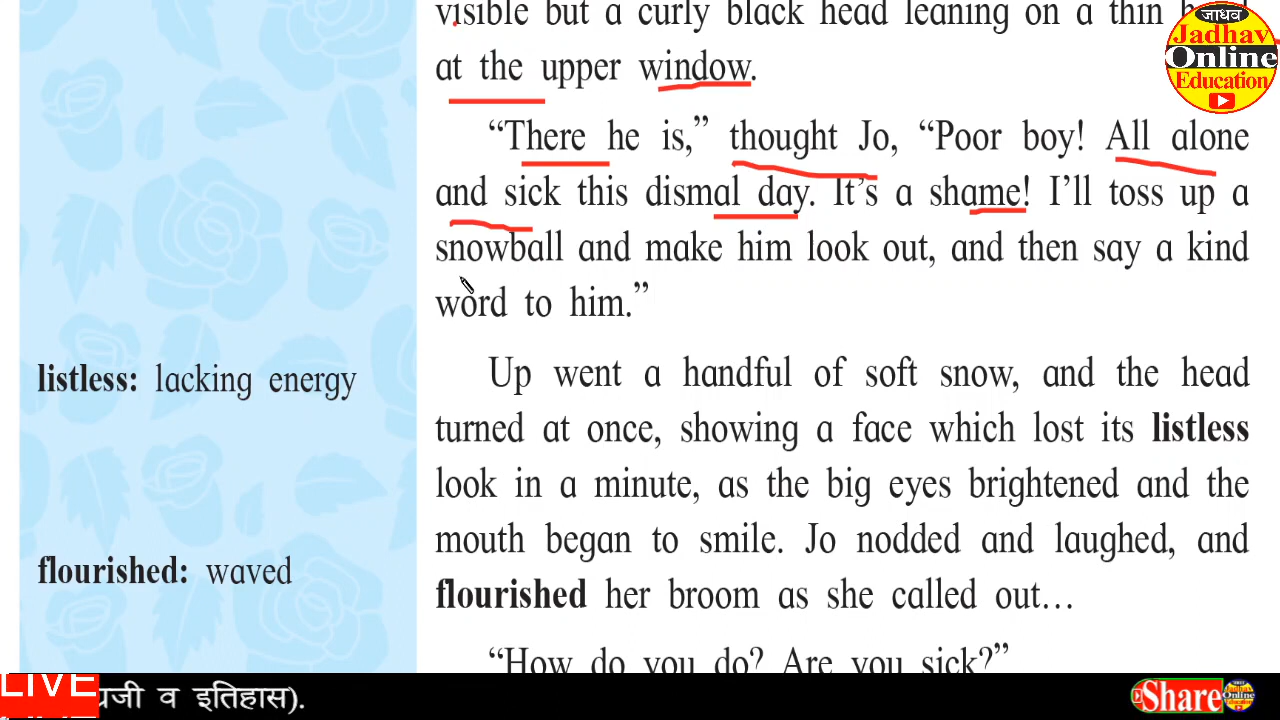 visible but a curly black head leaning on a thin
at the upper window.
“There he is,” thought Jo, “Poor boy! All alone
and sick this dismal day. It’s a shame! I’ll toss up a
snowball and make him look out, and then say a kind
word to him.”
Up went a handful of soft snow, and the head
turned at once, showing a face which lost its listless
look in a minute, as the big eyes brightened and the
mouth began to smile. Jo nodded and laughed, and
flourished her broom as she called out…
“How do you do? Are you sick?”
listless: lacking energy
flourished: waved
जाधव
Jadhav
Online
Education
LIVE
व इतिहास).
Share